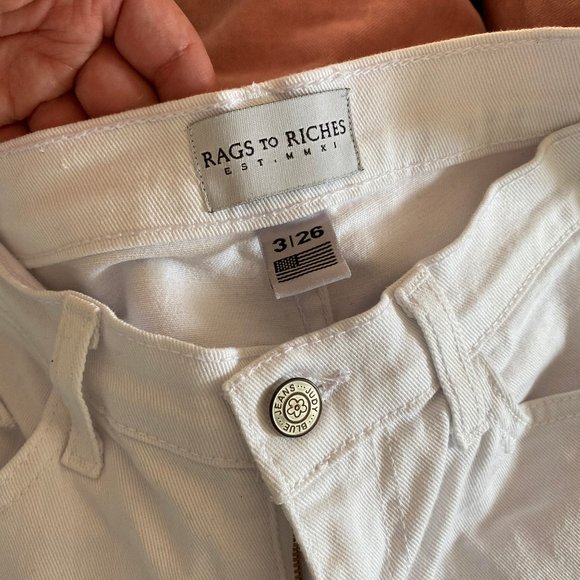 RAGS TO RICHES
EST·MMXI
3|26
JUDY BLUE JEANS